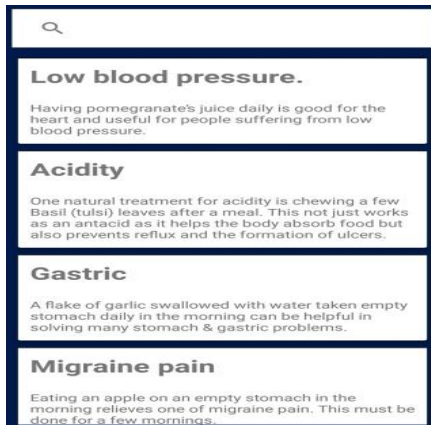 Low blood pressure.
Having pomegranate's juice daily is good for the
heart and useful for people suffering from low
blood pressure.
Acidity
One natural treatment for acidity is chewing a few
Basil (tulsi) leaves after a meal. This not just works
as an antacid as it helps the body absorb food but
also prevents reflux and the formation of ulcers.
Gastric
A flake of garlic swallowed with water taken empty
stomach daily in the morning can be helpful in
solving many stomach & gastric problems.
Migraine pain
Eating an apple on an empty stomach in the
morning relieves one of migraine pain. This must be
done for a few mornings.